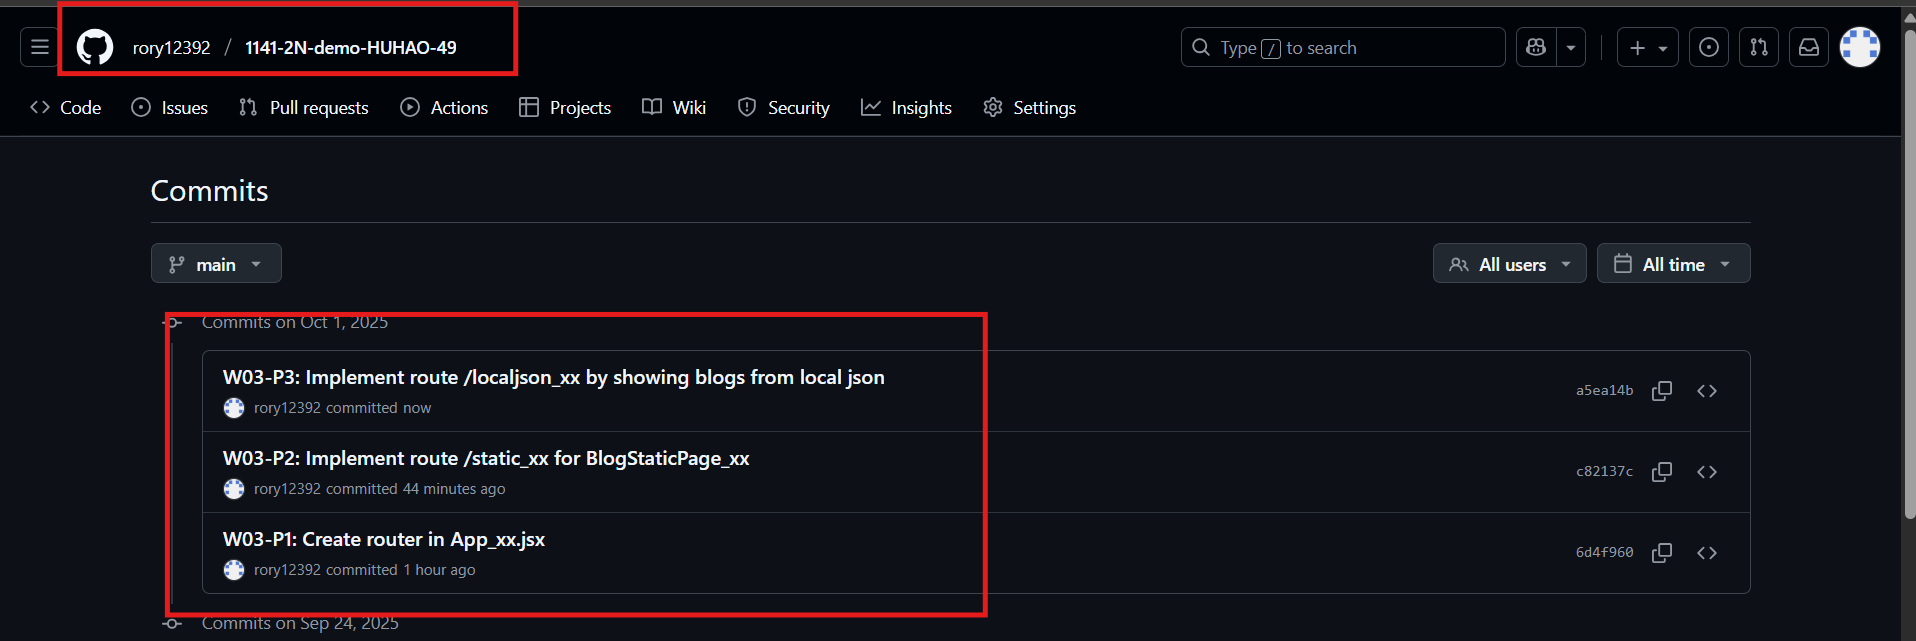 rory12392 / 1141-2N-demo-HUHAO-49
Type / to search
Code Issues Pull requests Actions Projects Wiki Security Insights Settings
Commits
main
All users All time
Commits on Oct 1, 2025
W03-P3: Implement route /localjson_xx by showing blogs from local json
rory12392 committed now
a5ea14b
W03-P2: Implement route /static_xx for BlogStaticPage_xx
rory12392 committed 44 minutes ago
c82137c
W03-P1: Create router in App_xx.jsx
rory12392 committed 1 hour ago
6d4f960
Commits on Sep 24, 2025